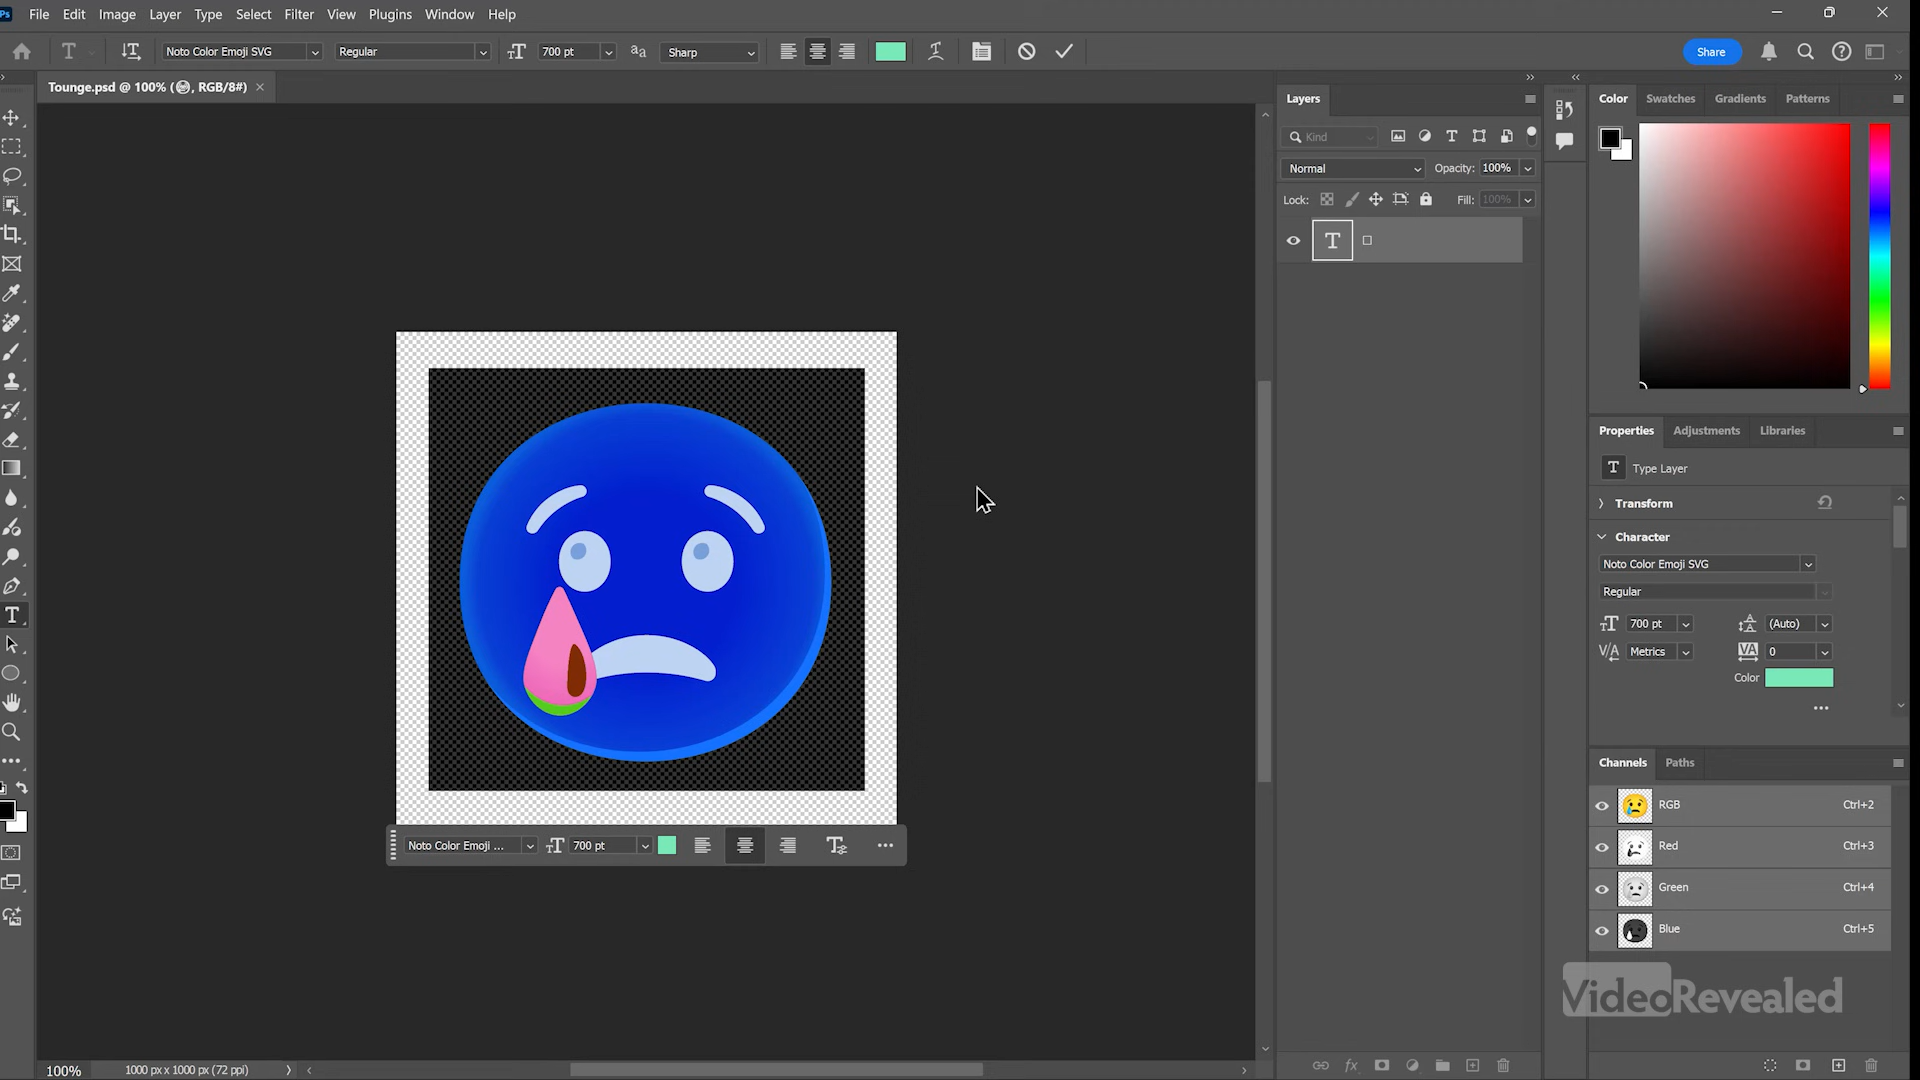 Ps File Edit Image Layer Type Select Filter View Plugins Window Help
Noto Color Emoji SVG Regular 700 pt aa Sharp Share
Tounge.psd @ 100% (😢, RGB/8#)
Layers
Kind
Normal Opacity: 100%
Lock: Fill: 100%
T
Color Swatches Gradients Patterns
Properties Adjustments Libraries
T Type Layer
Transform
Character
Noto Color Emoji SVG
Regular
700 pt (Auto)
Metrics 0
Color
Noto Color Emoji ... 700 pt
Channels Paths
RGB Ctrl+2
Red Ctrl+3
Green Ctrl+4
Blue Ctrl+5
VideoRevealed
100% 1000 px x 1000 px (72 ppi)